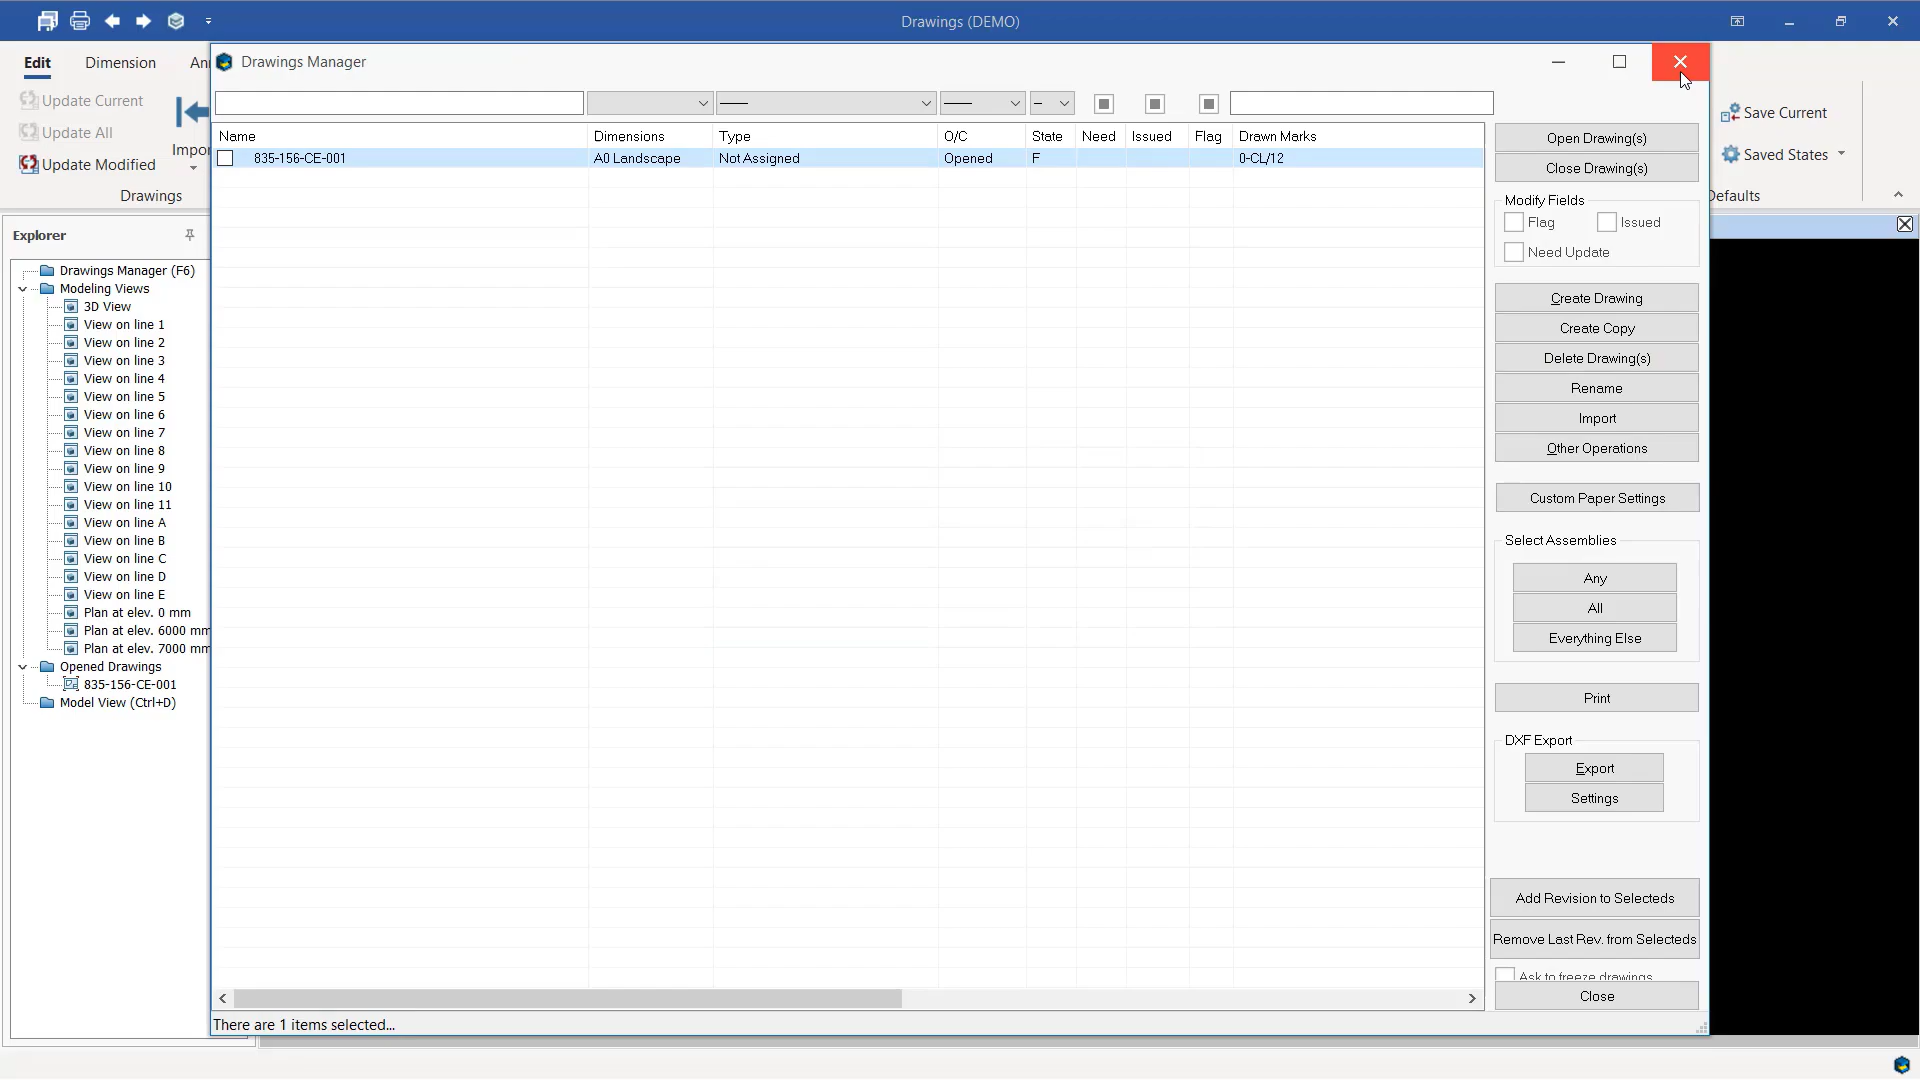 Drawings (DEMO)
Edit
Dimension
An
Update Current
Update All
Update Modified
Impor
Drawings
Save Current
Saved States
Defaults
Drawings Manager
Name
Dimensions
Type
O/C
State
Need
Issued
Flag
Drawn Marks
835-156-CE-001
A0 Landscape
Not Assigned
Opened
F
0-CL/12
Open Drawing(s)
Close Drawing(s)
Modify Fields
Flag
Issued
Need Update
Create Drawing
Create Copy
Delete Drawing(s)
Rename
Import
Other Operations
Custom Paper Settings
Select Assemblies
Any
All
Everything Else
Print
DXF Export
Export
Settings
Add Revision to Selecteds
Remove Last Rev. from Selecteds
Ask to freeze drawings
Close
There are 1 items selected...
Explorer
Drawings Manager (F6)
Modeling Views
3D View
View on line 1
View on line 2
View on line 3
View on line 4
View on line 5
View on line 6
View on line 7
View on line 8
View on line 9
View on line 10
View on line 11
View on line A
View on line B
View on line C
View on line D
View on line E
Plan at elev. 0 mm
Plan at elev. 6000 mm
Plan at elev. 7000 mm
Opened Drawings
835-156-CE-001
Model View (Ctrl+D)